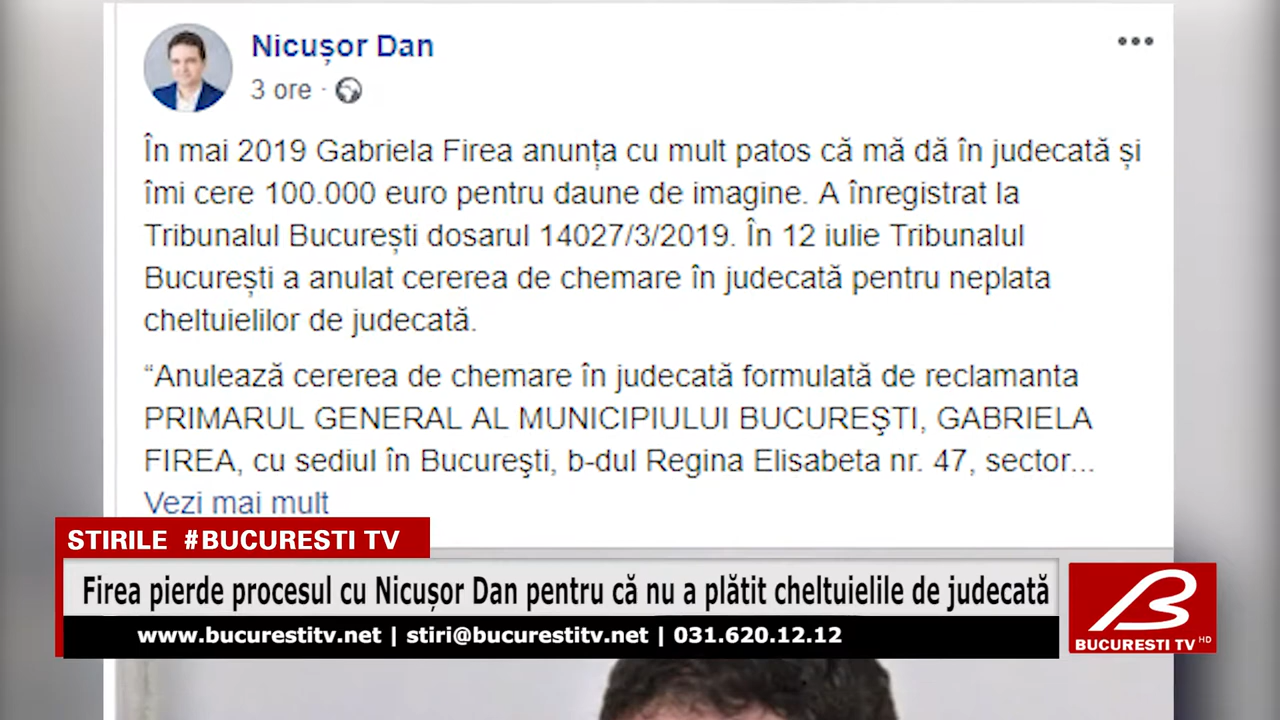 Nicușor Dan
3 ore ·
În mai 2019 Gabriela Firea anunța cu mult patos că mă dă în judecată și
îmi cere 100.000 euro pentru daune de imagine. A înregistrat la
Tribunalul București dosarul 14027/3/2019. În 12 iulie Tribunalul
București a anulat cererea de chemare în judecată pentru neplata
cheltuielilor de judecată.
“Anulează cererea de chemare în judecată formulată de reclamanta
PRIMARUL GENERAL AL MUNICIPIULUI BUCUREŞTI, GABRIELA
FIREA, cu sediul în Bucureşti, b-dul Regina Elisabeta nr. 47, sector...
Vezi mai mult
STIRILE #BUCURESTI TV
Firea pierde procesul cu Nicușor Dan pentru că nu a plătit cheltuielile de judecată
www.bucurestitv.net | stiri@bucurestitv.net | 031.620.12.12
B
BUCURESTI TV HD